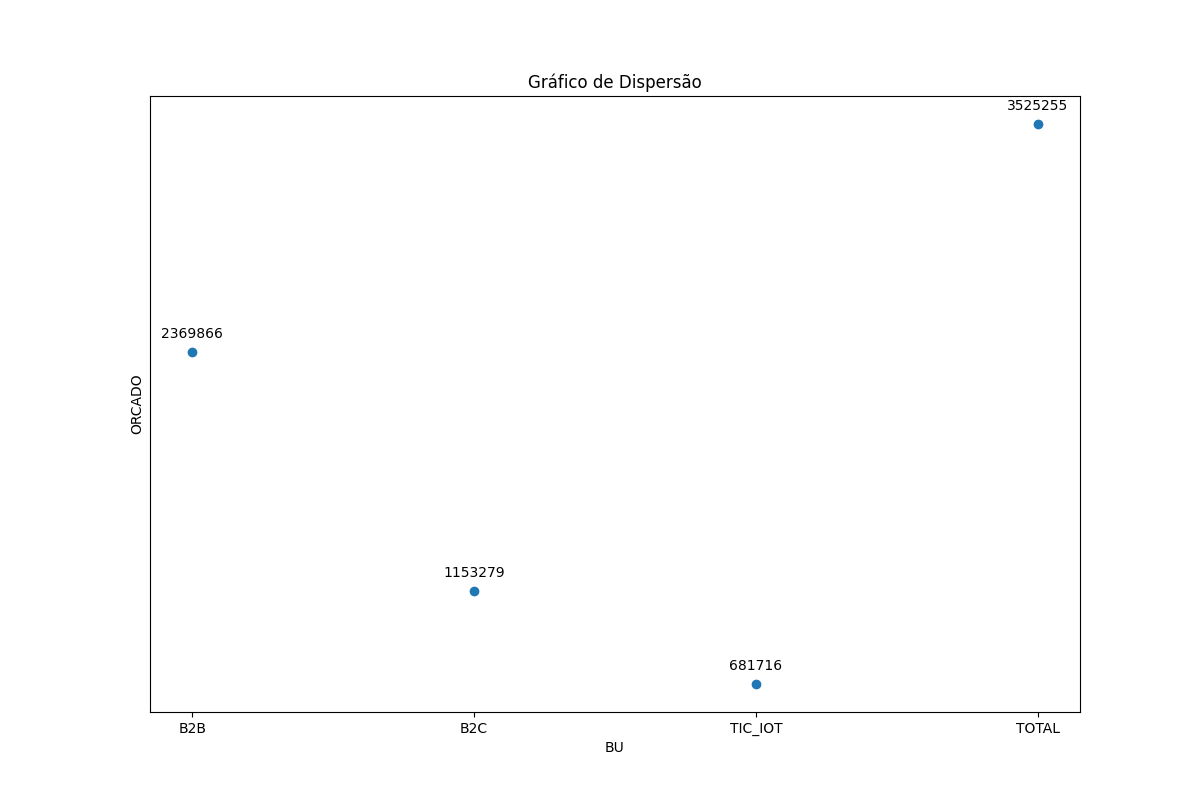 Gráfico de Dispersão
3525255
2369866
ORCADO
1153279
681716
B2B B2C TIC_IOT TOTAL
BU